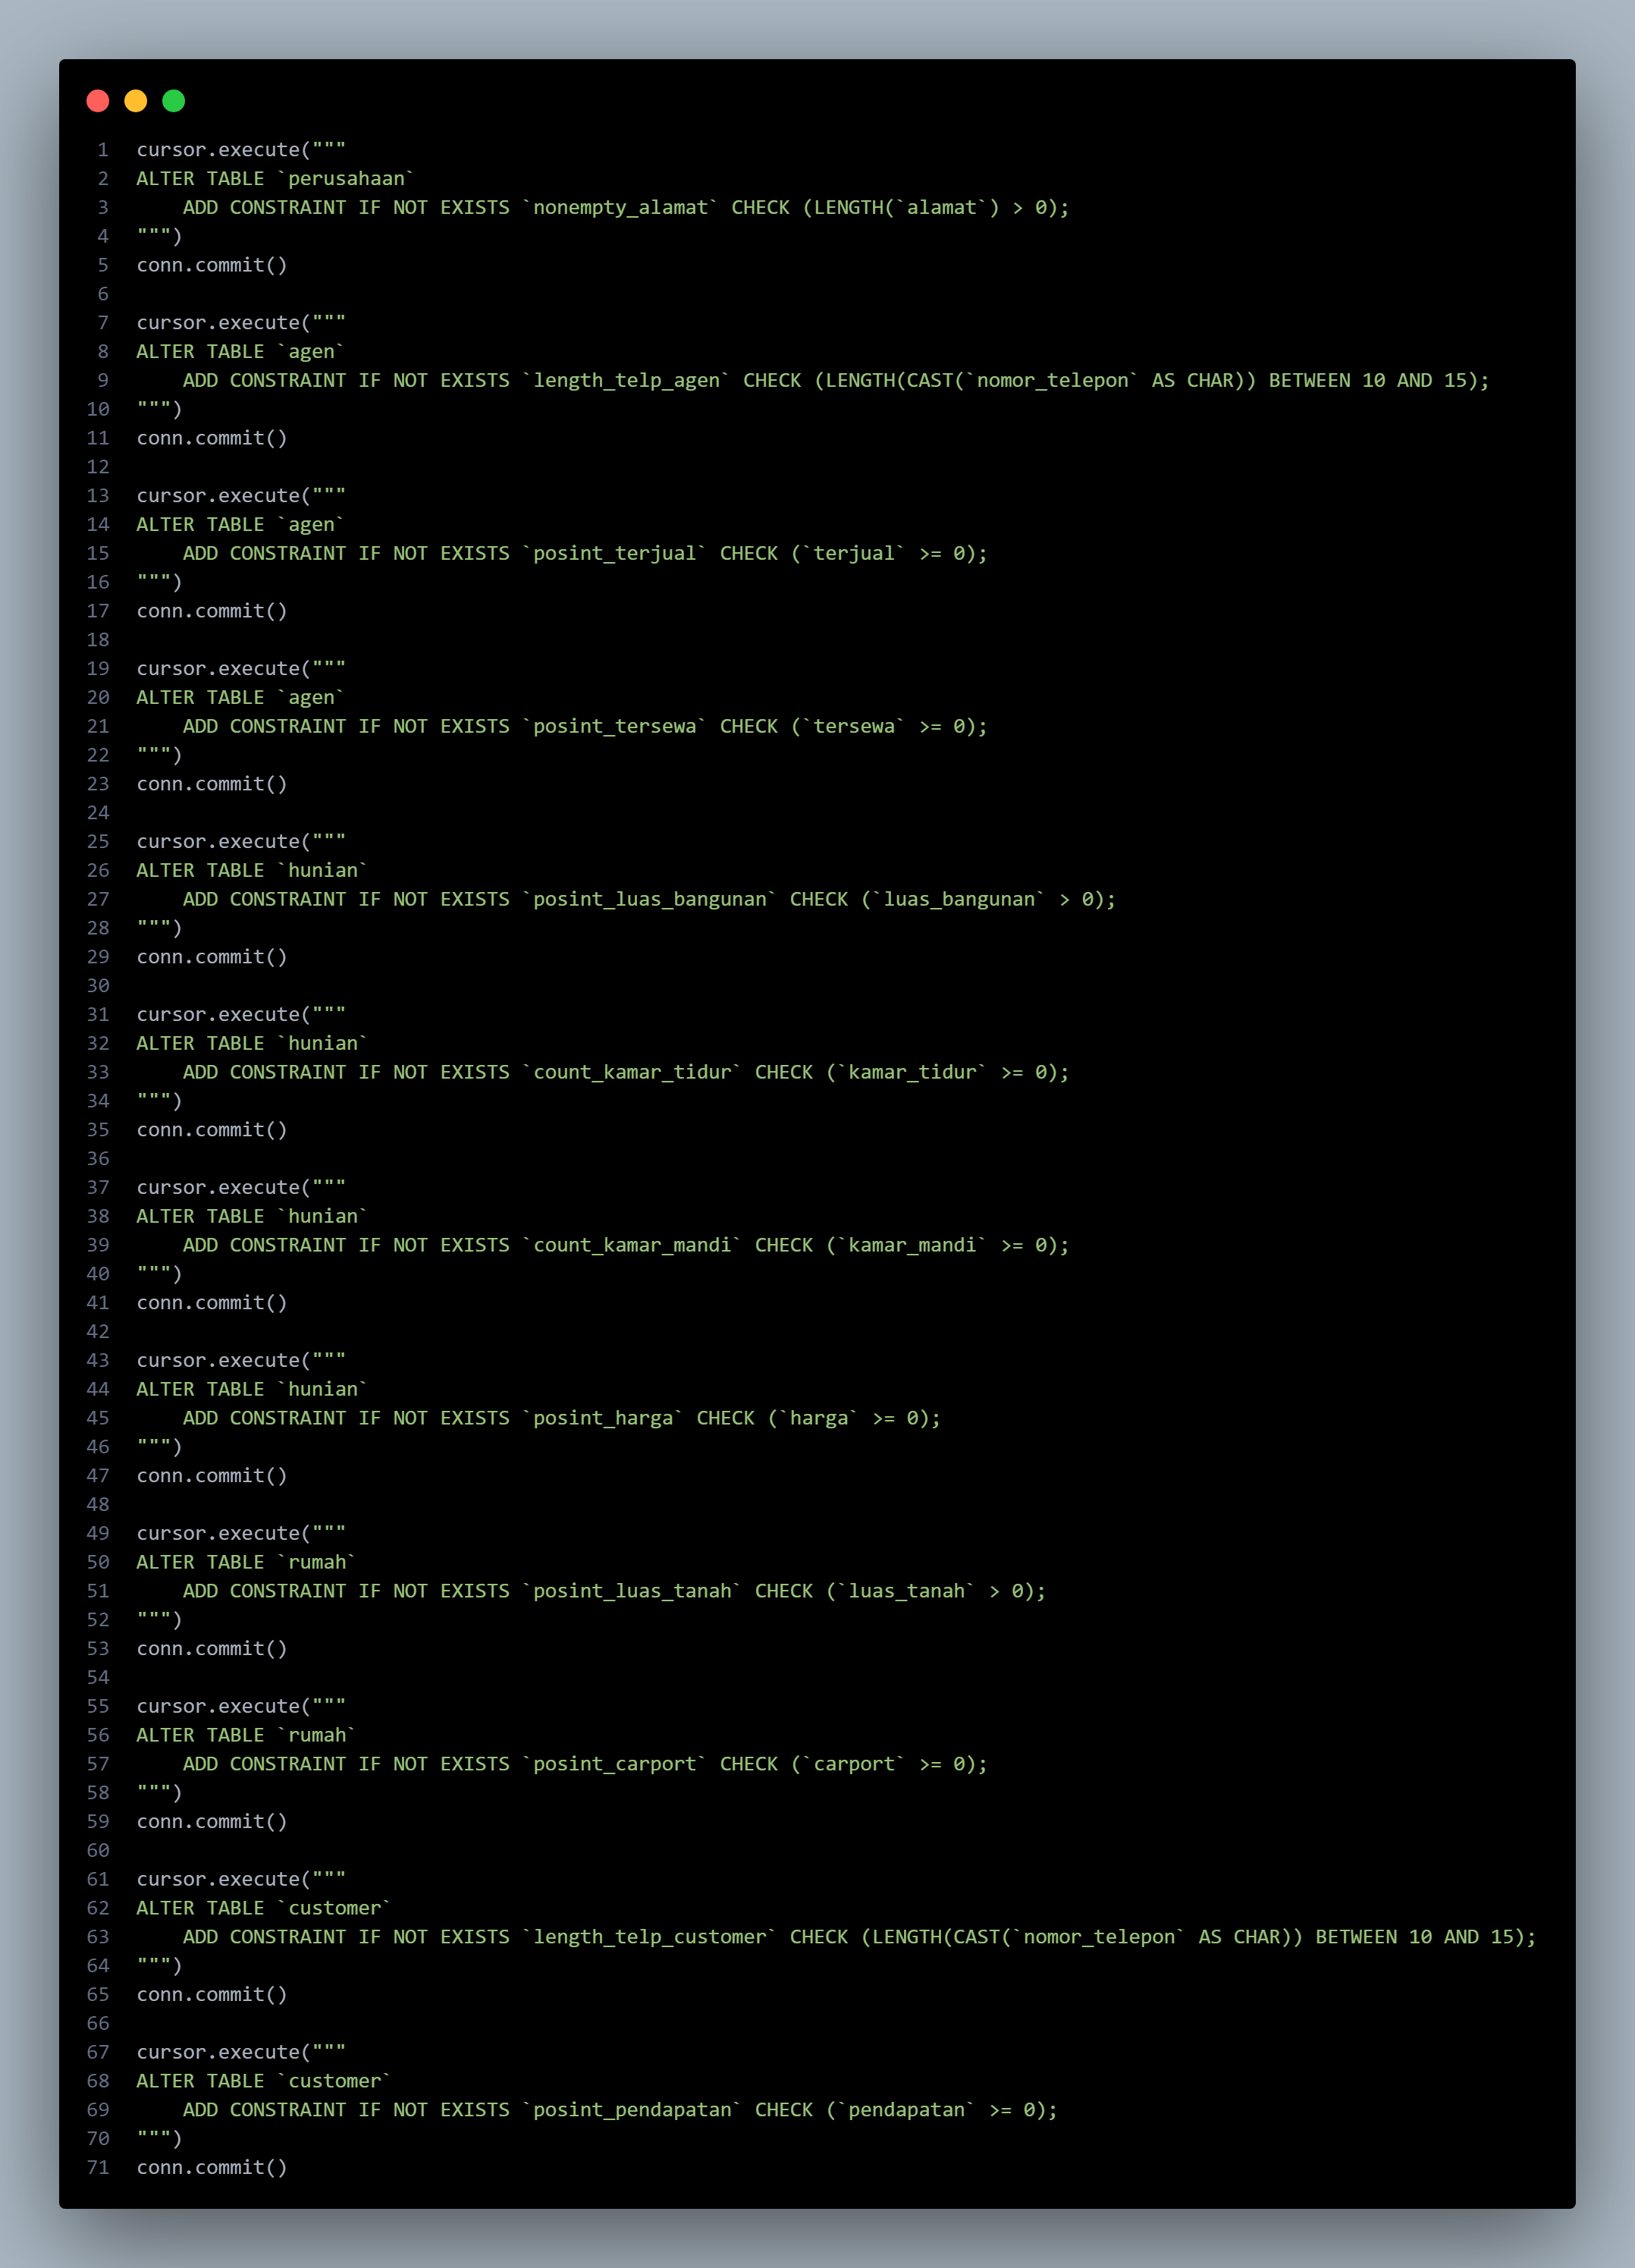 1 cursor.execute("""
2 ALTER TABLE `perusahaan`
3     ADD CONSTRAINT IF NOT EXISTS `nonempty_alamat` CHECK (LENGTH(`alamat`) > 0);
4 """)
5 conn.commit()
6
7 cursor.execute("""
8 ALTER TABLE `agen`
9     ADD CONSTRAINT IF NOT EXISTS `length_telp_agen` CHECK (LENGTH(CAST(`nomor_telepon` AS CHAR)) BETWEEN 10 AND 15);
10 """)
11 conn.commit()
12
13 cursor.execute("""
14 ALTER TABLE `agen`
15     ADD CONSTRAINT IF NOT EXISTS `posint_terjual` CHECK (`terjual` >= 0);
16 """)
17 conn.commit()
18
19 cursor.execute("""
20 ALTER TABLE `agen`
21     ADD CONSTRAINT IF NOT EXISTS `posint_tersewa` CHECK (`tersewa` >= 0);
22 """)
23 conn.commit()
24
25 cursor.execute("""
26 ALTER TABLE `hunian`
27     ADD CONSTRAINT IF NOT EXISTS `posint_luas_bangunan` CHECK (`luas_bangunan` > 0);
28 """)
29 conn.commit()
30
31 cursor.execute("""
32 ALTER TABLE `hunian`
33     ADD CONSTRAINT IF NOT EXISTS `count_kamar_tidur` CHECK (`kamar_tidur` >= 0);
34 """)
35 conn.commit()
36
37 cursor.execute("""
38 ALTER TABLE `hunian`
39     ADD CONSTRAINT IF NOT EXISTS `count_kamar_mandi` CHECK (`kamar_mandi` >= 0);
40 """)
41 conn.commit()
42
43 cursor.execute("""
44 ALTER TABLE `hunian`
45     ADD CONSTRAINT IF NOT EXISTS `posint_harga` CHECK (`harga` >= 0);
46 """)
47 conn.commit()
48
49 cursor.execute("""
50 ALTER TABLE `rumah`
51     ADD CONSTRAINT IF NOT EXISTS `posint_luas_tanah` CHECK (`luas_tanah` > 0);
52 """)
53 conn.commit()
54
55 cursor.execute("""
56 ALTER TABLE `rumah`
57     ADD CONSTRAINT IF NOT EXISTS `posint_carport` CHECK (`carport` >= 0);
58 """)
59 conn.commit()
60
61 cursor.execute("""
62 ALTER TABLE `customer`
63     ADD CONSTRAINT IF NOT EXISTS `length_telp_customer` CHECK (LENGTH(CAST(`nomor_telepon` AS CHAR)) BETWEEN 10 AND 15);
64 """)
65 conn.commit()
66
67 cursor.execute("""
68 ALTER TABLE `customer`
69     ADD CONSTRAINT IF NOT EXISTS `posint_pendapatan` CHECK (`pendapatan` >= 0);
70 """)
71 conn.commit()